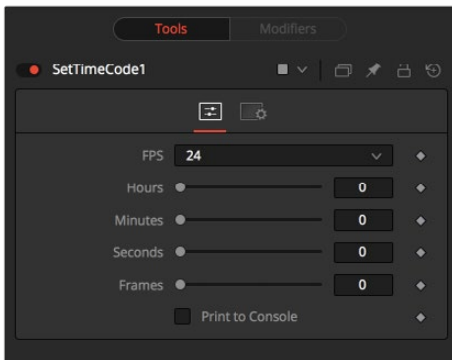 Tools Modifiers
SetTimeCode1
FPS 24
Hours 0
Minutes 0
Seconds 0
Frames 0
Print to Console